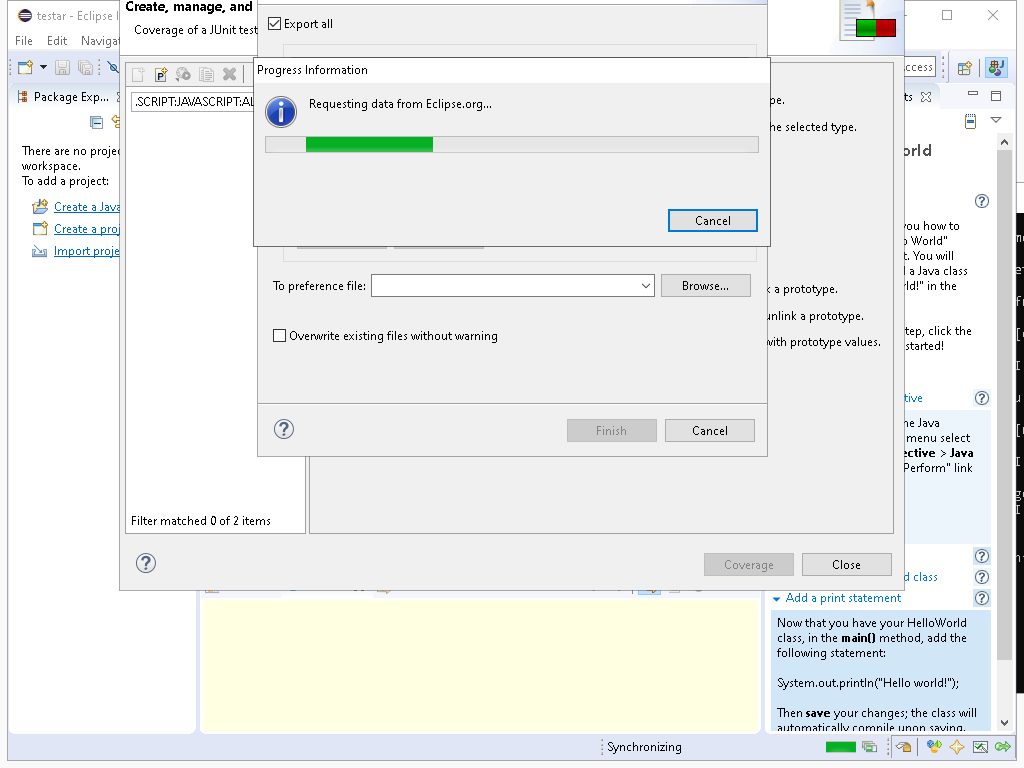 testar - Eclipse I
File Edit Navigat
Create, manage, and
Coverage of a JUnit test
Export all
Package Exp...
.SCRIPT:JAVASCRIPT:AL
There are no projec
workspace.
To add a project:
Create a Java
Create a proj
Import proje
Filter matched 0 of 2 items
Progress Information
Requesting data from Eclipse.org...
Cancel
To preference file:
Browse...
Overwrite existing files without warning
Finish
Cancel
pe.
he selected type.
k a prototype.
unlink a prototype.
with prototype values.
Coverage
Close
ccess
ts
orld
you how to
o World"
t. You will
d a Java class
rld!" in the
tep, click the
started!
tive
he Java
menu select
ective > Java
Perform" link
d class
Add a print statement
Now that you have your HelloWorld
class, in the main() method, add the
following statement:
System.out.println("Hello world!");
Then save your changes; the class will
automatically compile upon saving.
Synchronizing